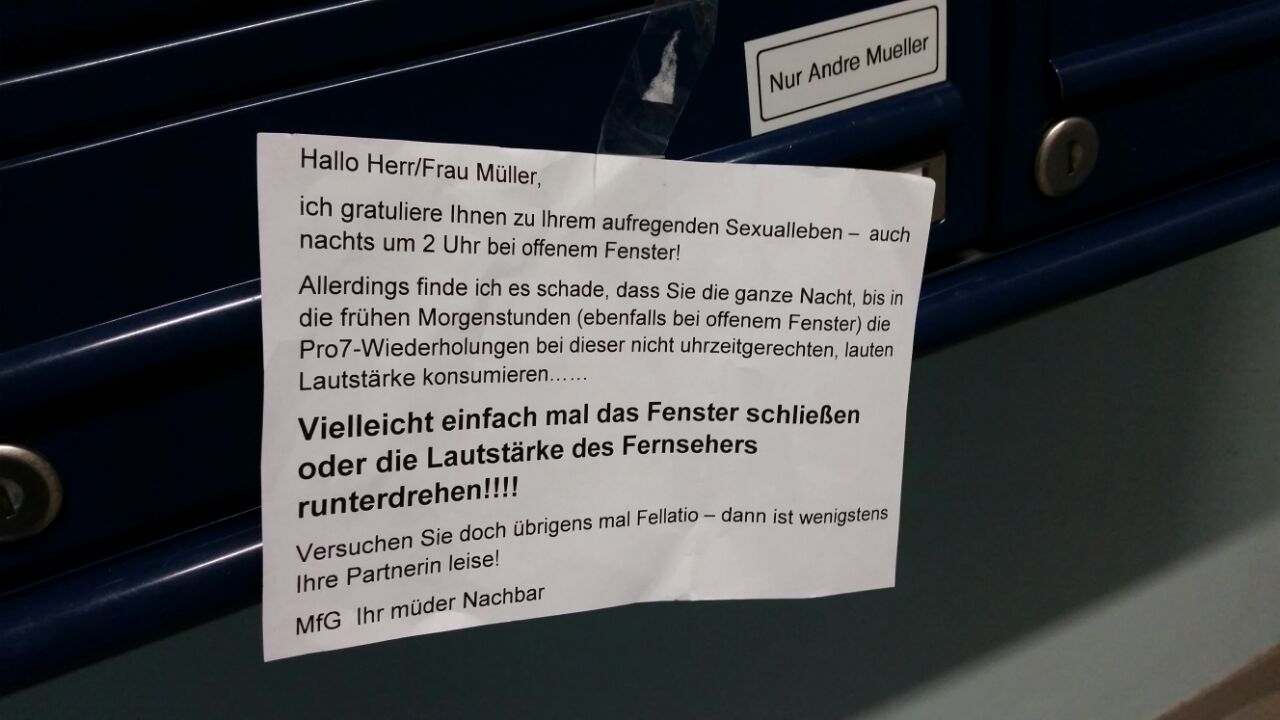 Nur Andre Mueller
Hallo Herr/Frau Müller,
ich gratuliere Ihnen zu Ihrem aufregenden Sexualleben – auch
nachts um 2 Uhr bei offenem Fenster!
Allerdings finde ich es schade, dass Sie die ganze Nacht, bis in
die frühen Morgenstunden (ebenfalls bei offenem Fenster) die
Pro7-Wiederholungen bei dieser nicht uhrzeitgerechten, lauten
Lautstärke konsumieren……
Vielleicht einfach mal das Fenster schließen
oder die Lautstärke des Fernsehers
runterdrehen!!!!
Versuchen Sie doch übrigens mal Fellatio – dann ist wenigstens
Ihre Partnerin leise!
MfG Ihr müder Nachbar